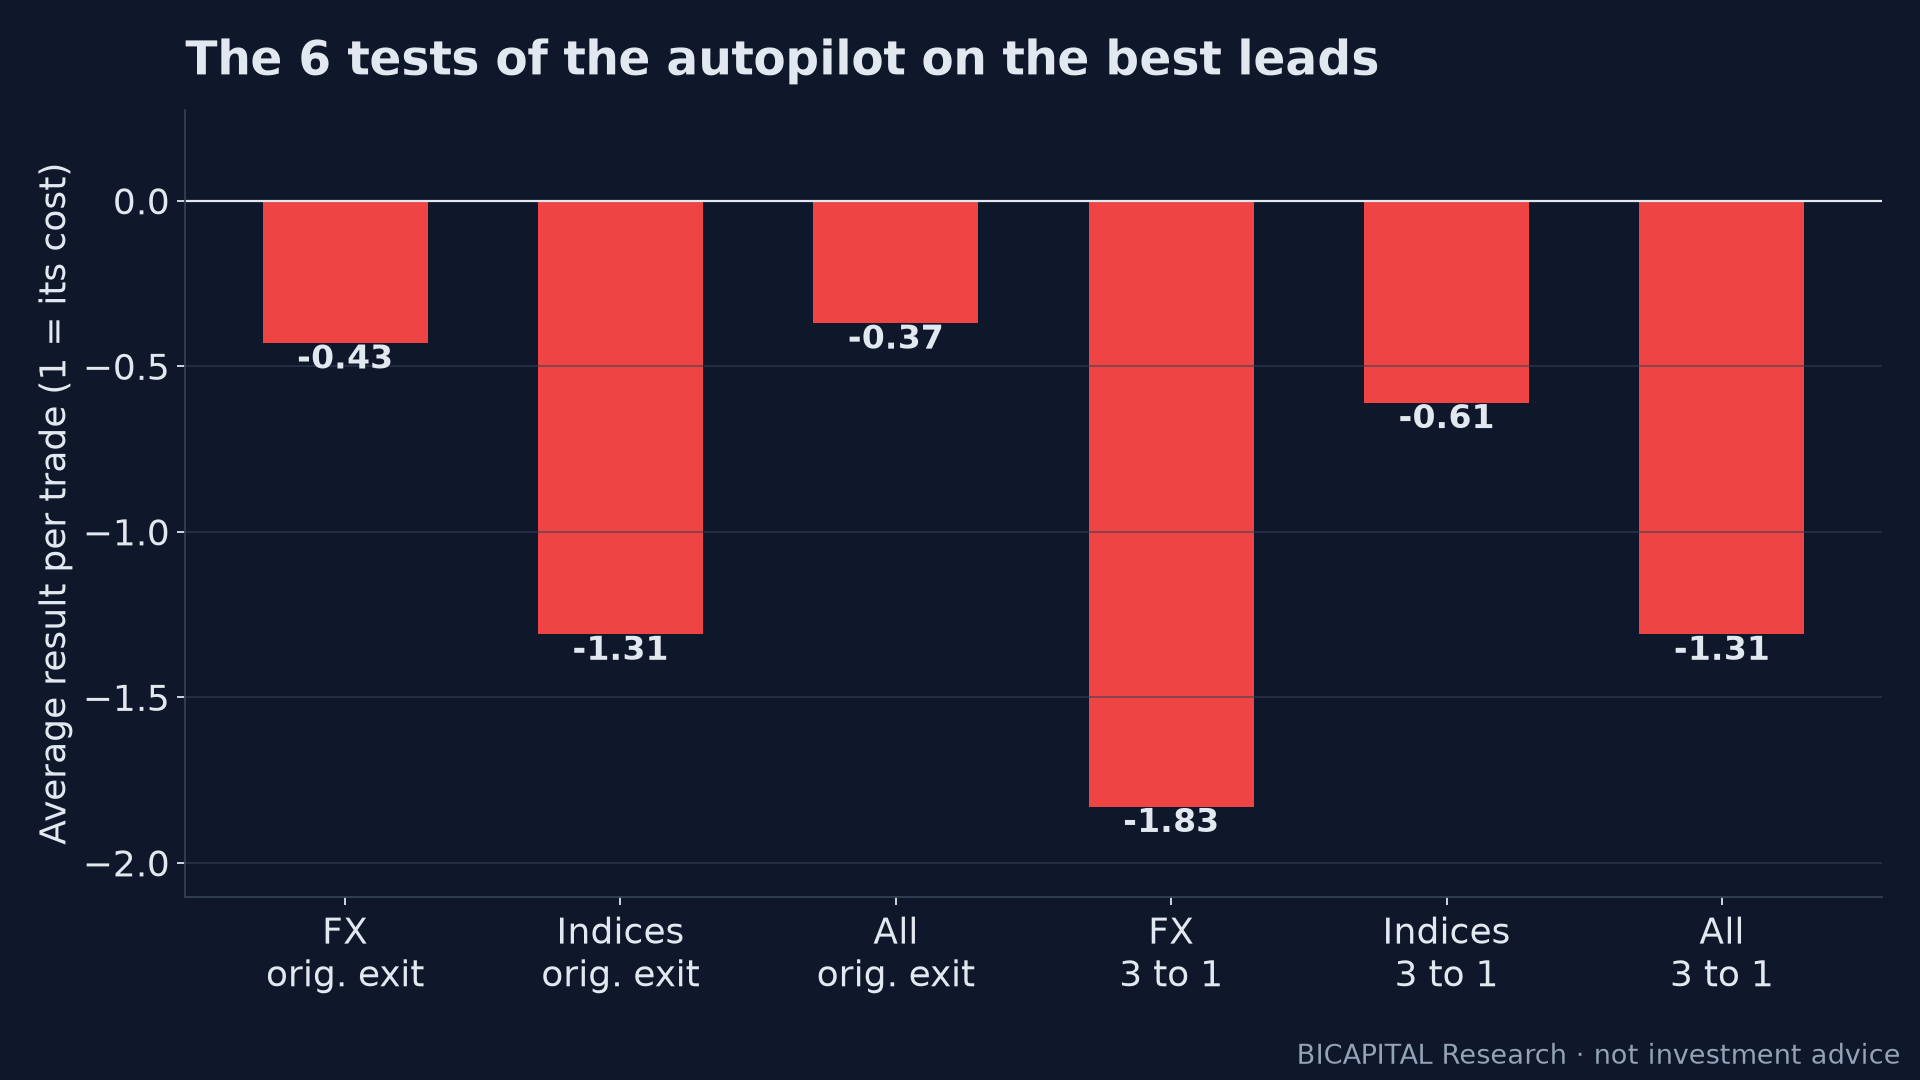 The 6 tests of the autopilot on the best leads
Average result per trade (1 = its cost)
0.0
−0.5
−1.0
−1.5
−2.0
-0.43
-1.31
-0.37
-1.83
-0.61
-1.31
FX
orig. exit
Indices
orig. exit
All
orig. exit
FX
3 to 1
Indices
3 to 1
All
3 to 1
BICAPITAL Research · not investment advice